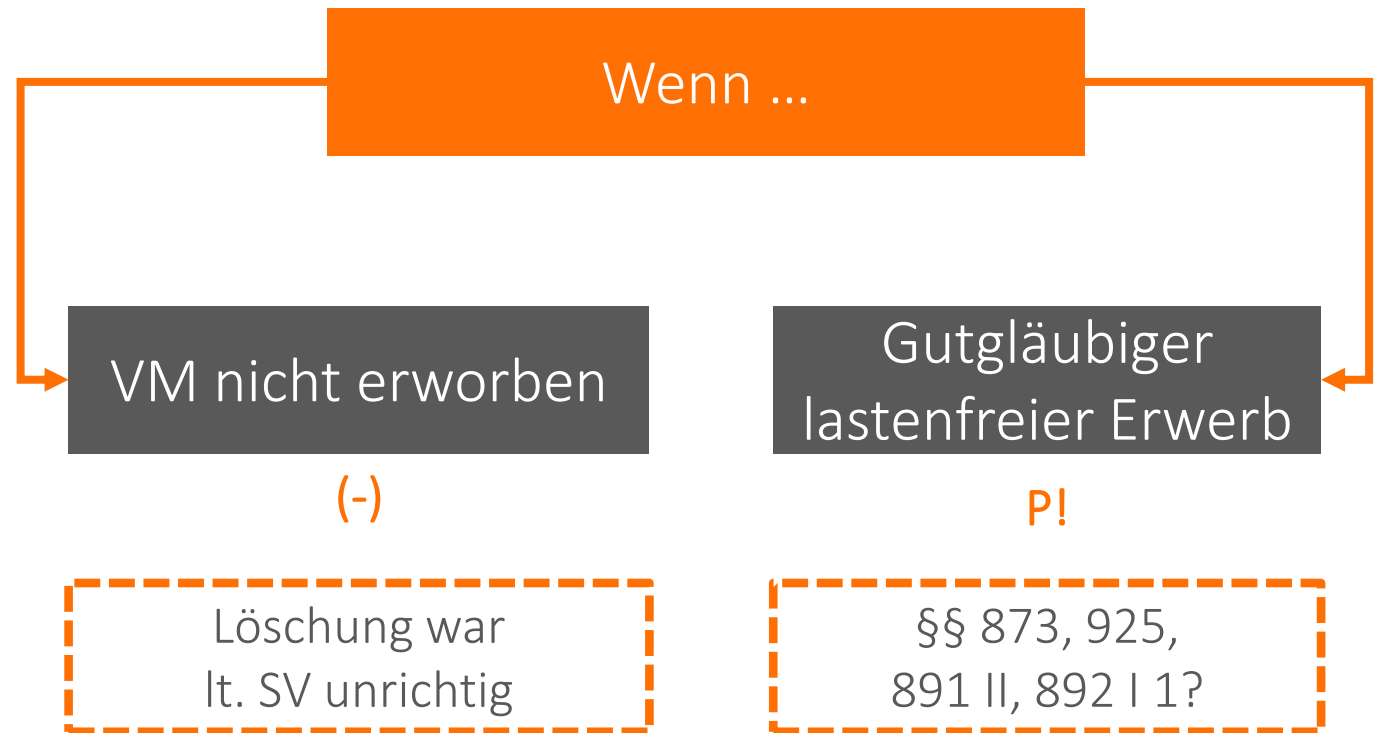 Wenn ...
VM nicht erworben
(-)
Löschung war
lt. SV unrichtig
Gutgläubiger
lastenfreier Erwerb
P!
§§ 873, 925,
891 II, 892 I 1?